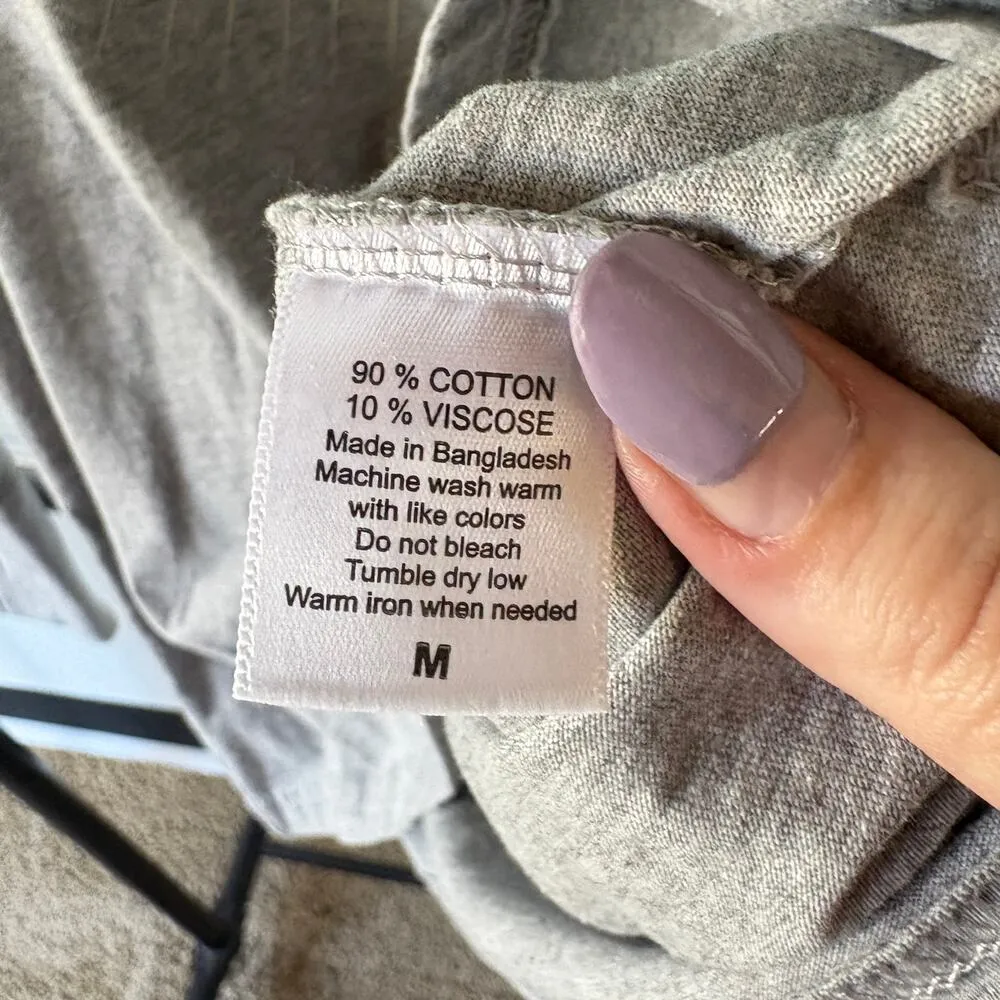 90 % COTTON
10 % VISCOSE
Made in Bangladesh
Machine wash warm
with like colors
Do not bleach
Tumble dry low
Warm iron when needed
M